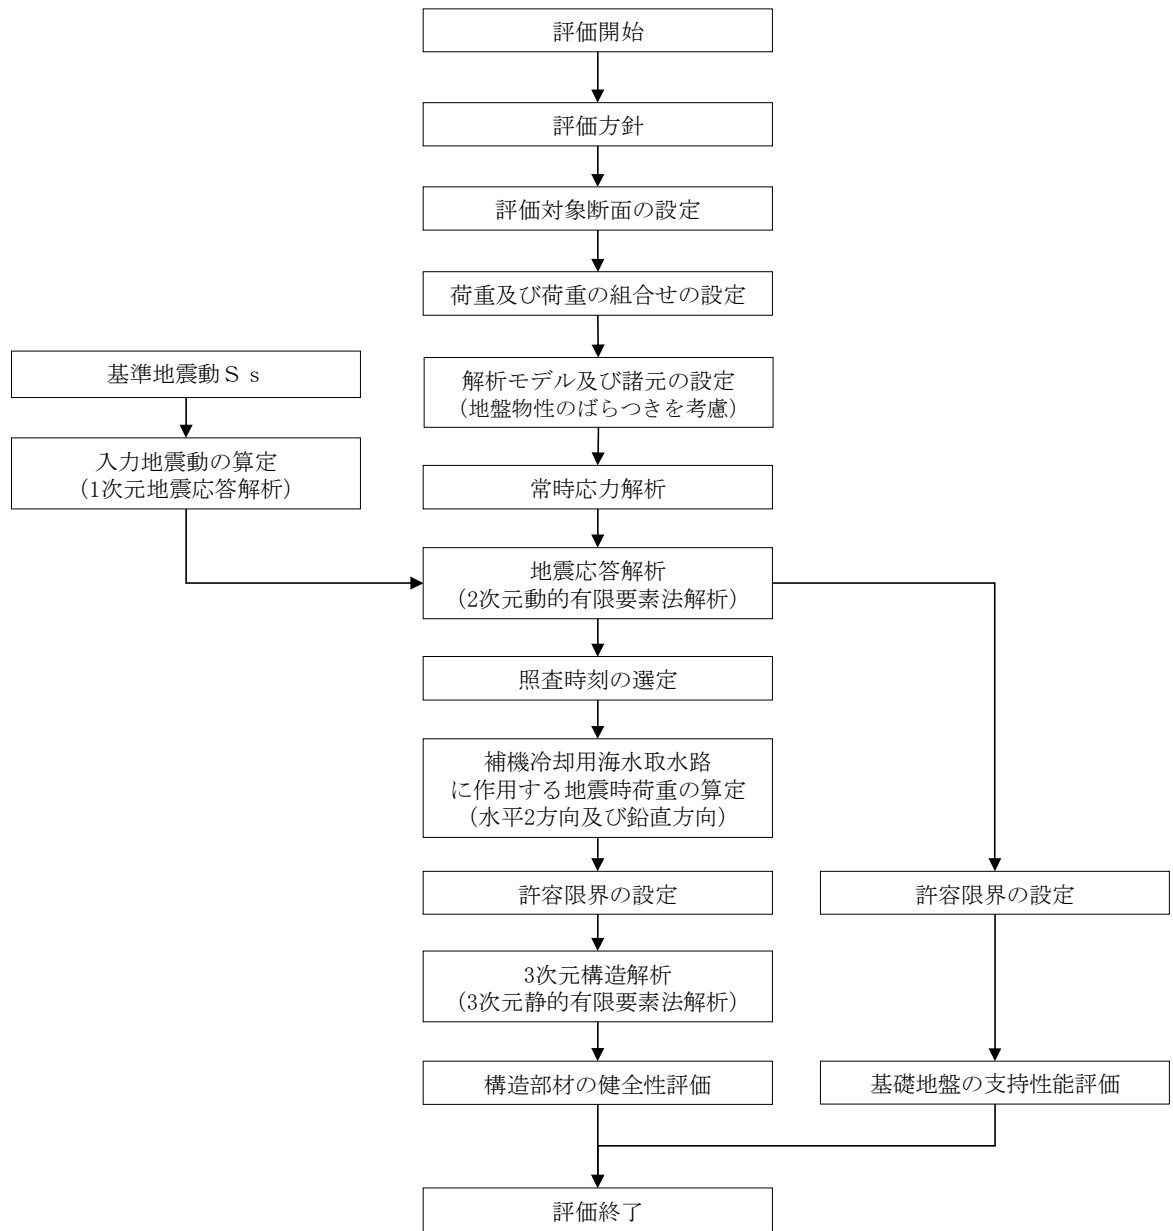 評価開始
評価方針
評価対象断面の設定
荷重及び荷重の組合せの設定
基準地震動Ｓｓ
解析モデル及び諸元の設定
（地盤物性のばらつきを考慮）
入力地震動の算定
（1次元地震応答解析）
常時応力解析
地震応答解析
（2次元動的有限要素法解析）
照査時刻の選定
補機冷却用海水取水路
に作用する地震時荷重の算定
（水平2方向及び鉛直方向）
許容限界の設定
許容限界の設定
3次元構造解析
（3次元静的有限要素法解析）
構造部材の健全性評価
基礎地盤の支持性能評価
評価終了